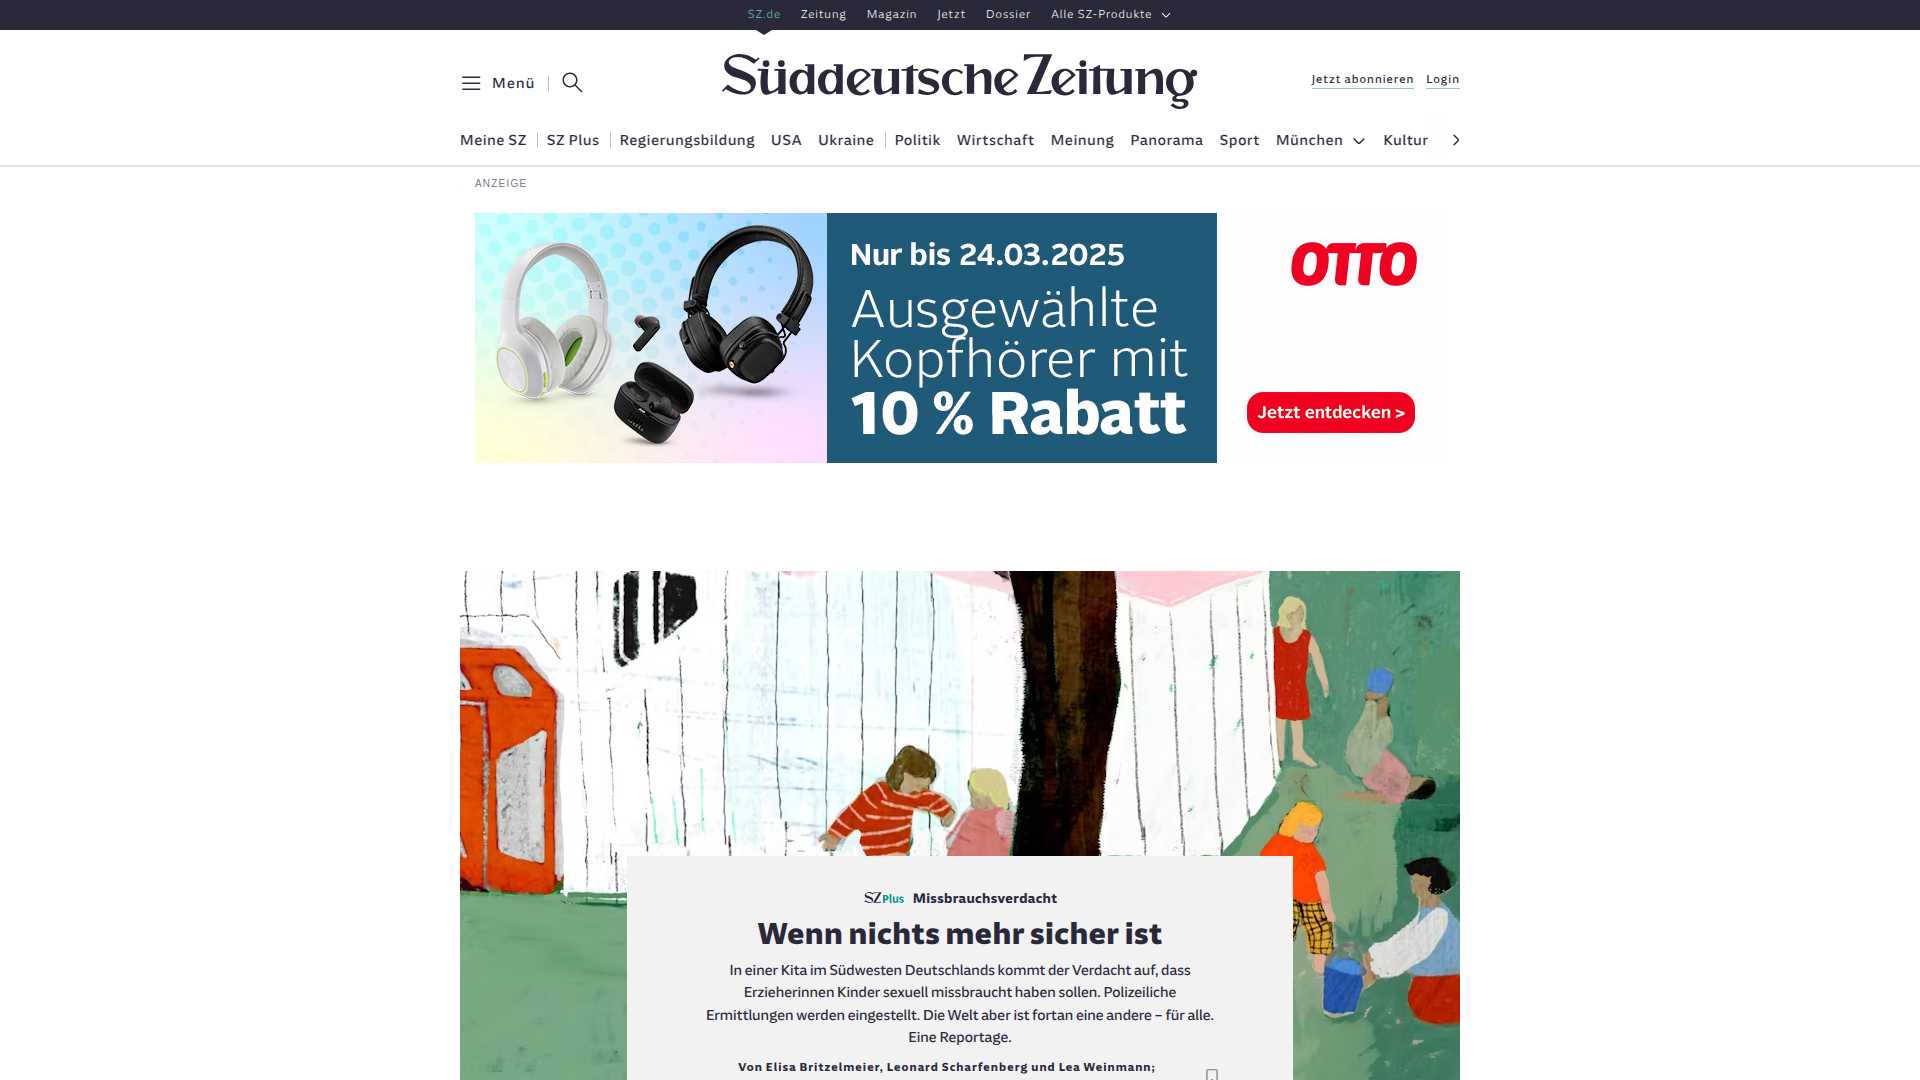 SZ.de Zeitung Magazin Jetzt Dossier Alle SZ-Produkte
Menü
Süddeutsche Zeitung
Jetzt abonnieren Login
Meine SZ SZ Plus Regierungsbildung USA Ukraine Politik Wirtschaft Meinung Panorama Sport München Kultur
ANZEIGE
Nur bis 24.03.2025
Ausgewählte
Kopfhörer mit
10 % Rabatt
OTTO
Jetzt entdecken >
SZ Plus Missbrauchsverdacht
Wenn nichts mehr sicher ist
In einer Kita im Südwesten Deutschlands kommt der Verdacht auf, dass
Erzieherinnen Kinder sexuell missbraucht haben sollen. Polizeiliche
Ermittlungen werden eingestellt. Die Welt aber ist fortan eine andere – für alle.
Eine Reportage.
Von Elisa Britzelmeier, Leonard Scharfenberg und Lea Weinmann;